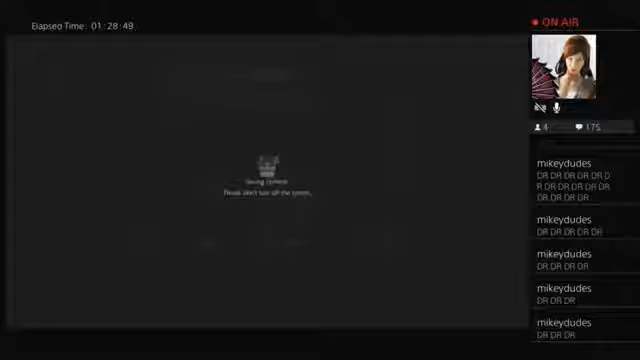 Elapsed Time: 01:28:49
ON AIR
4
175
Saving content.
Please don't turn off the system.
mikeydudes
DR DR DR DR DR D
R DR DR DR DR DR
DR DR DR DR
mikeydudes
DR DR DR DR DR
mikeydudes
DR DR DR DR
mikeydudes
DR DR DR
mikeydudes
DR DR DR